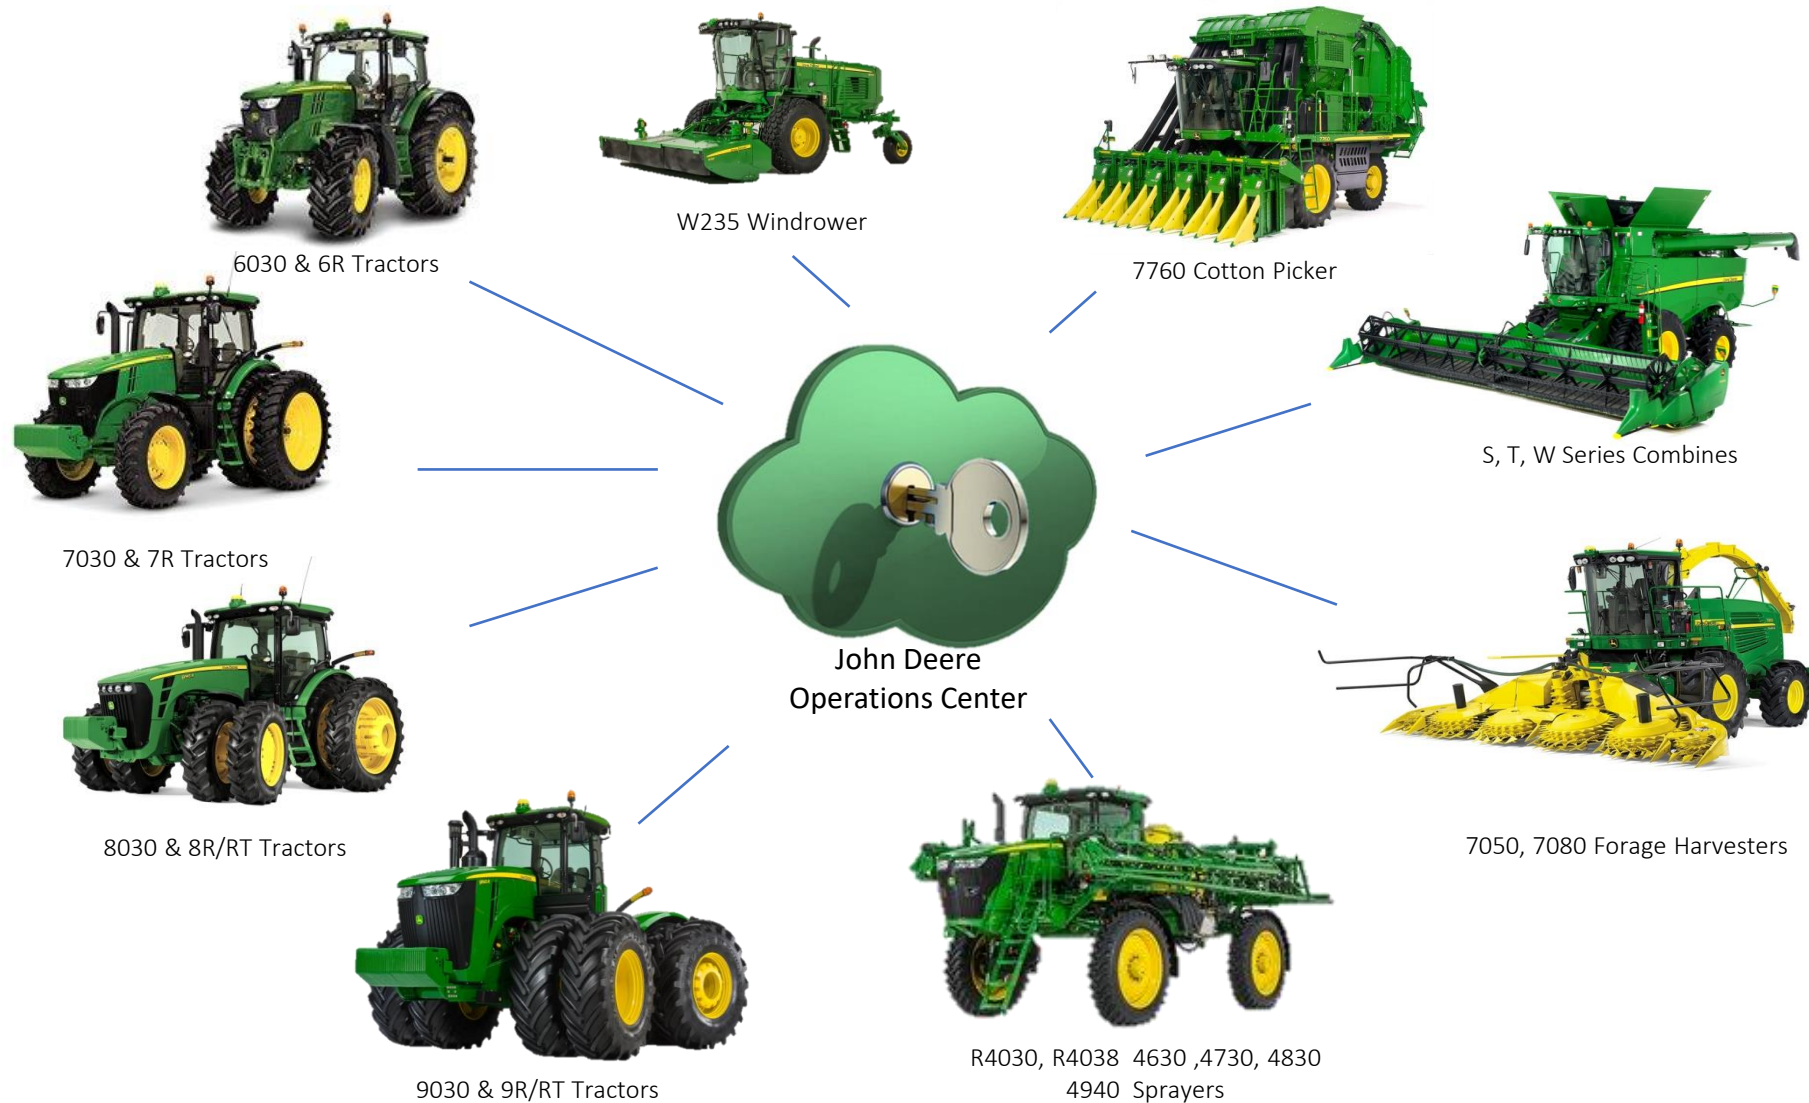 6030 & 6R Tractors
W235 Windrower
7760 Cotton Picker
S, T, W Series Combines
7030 & 7R Tractors
John Deere
Operations Center
8030 & 8R/RT Tractors
7050, 7080 Forage Harvesters
9030 & 9R/RT Tractors
R4030, R4038  4630 ,4730, 4830
4940  Sprayers